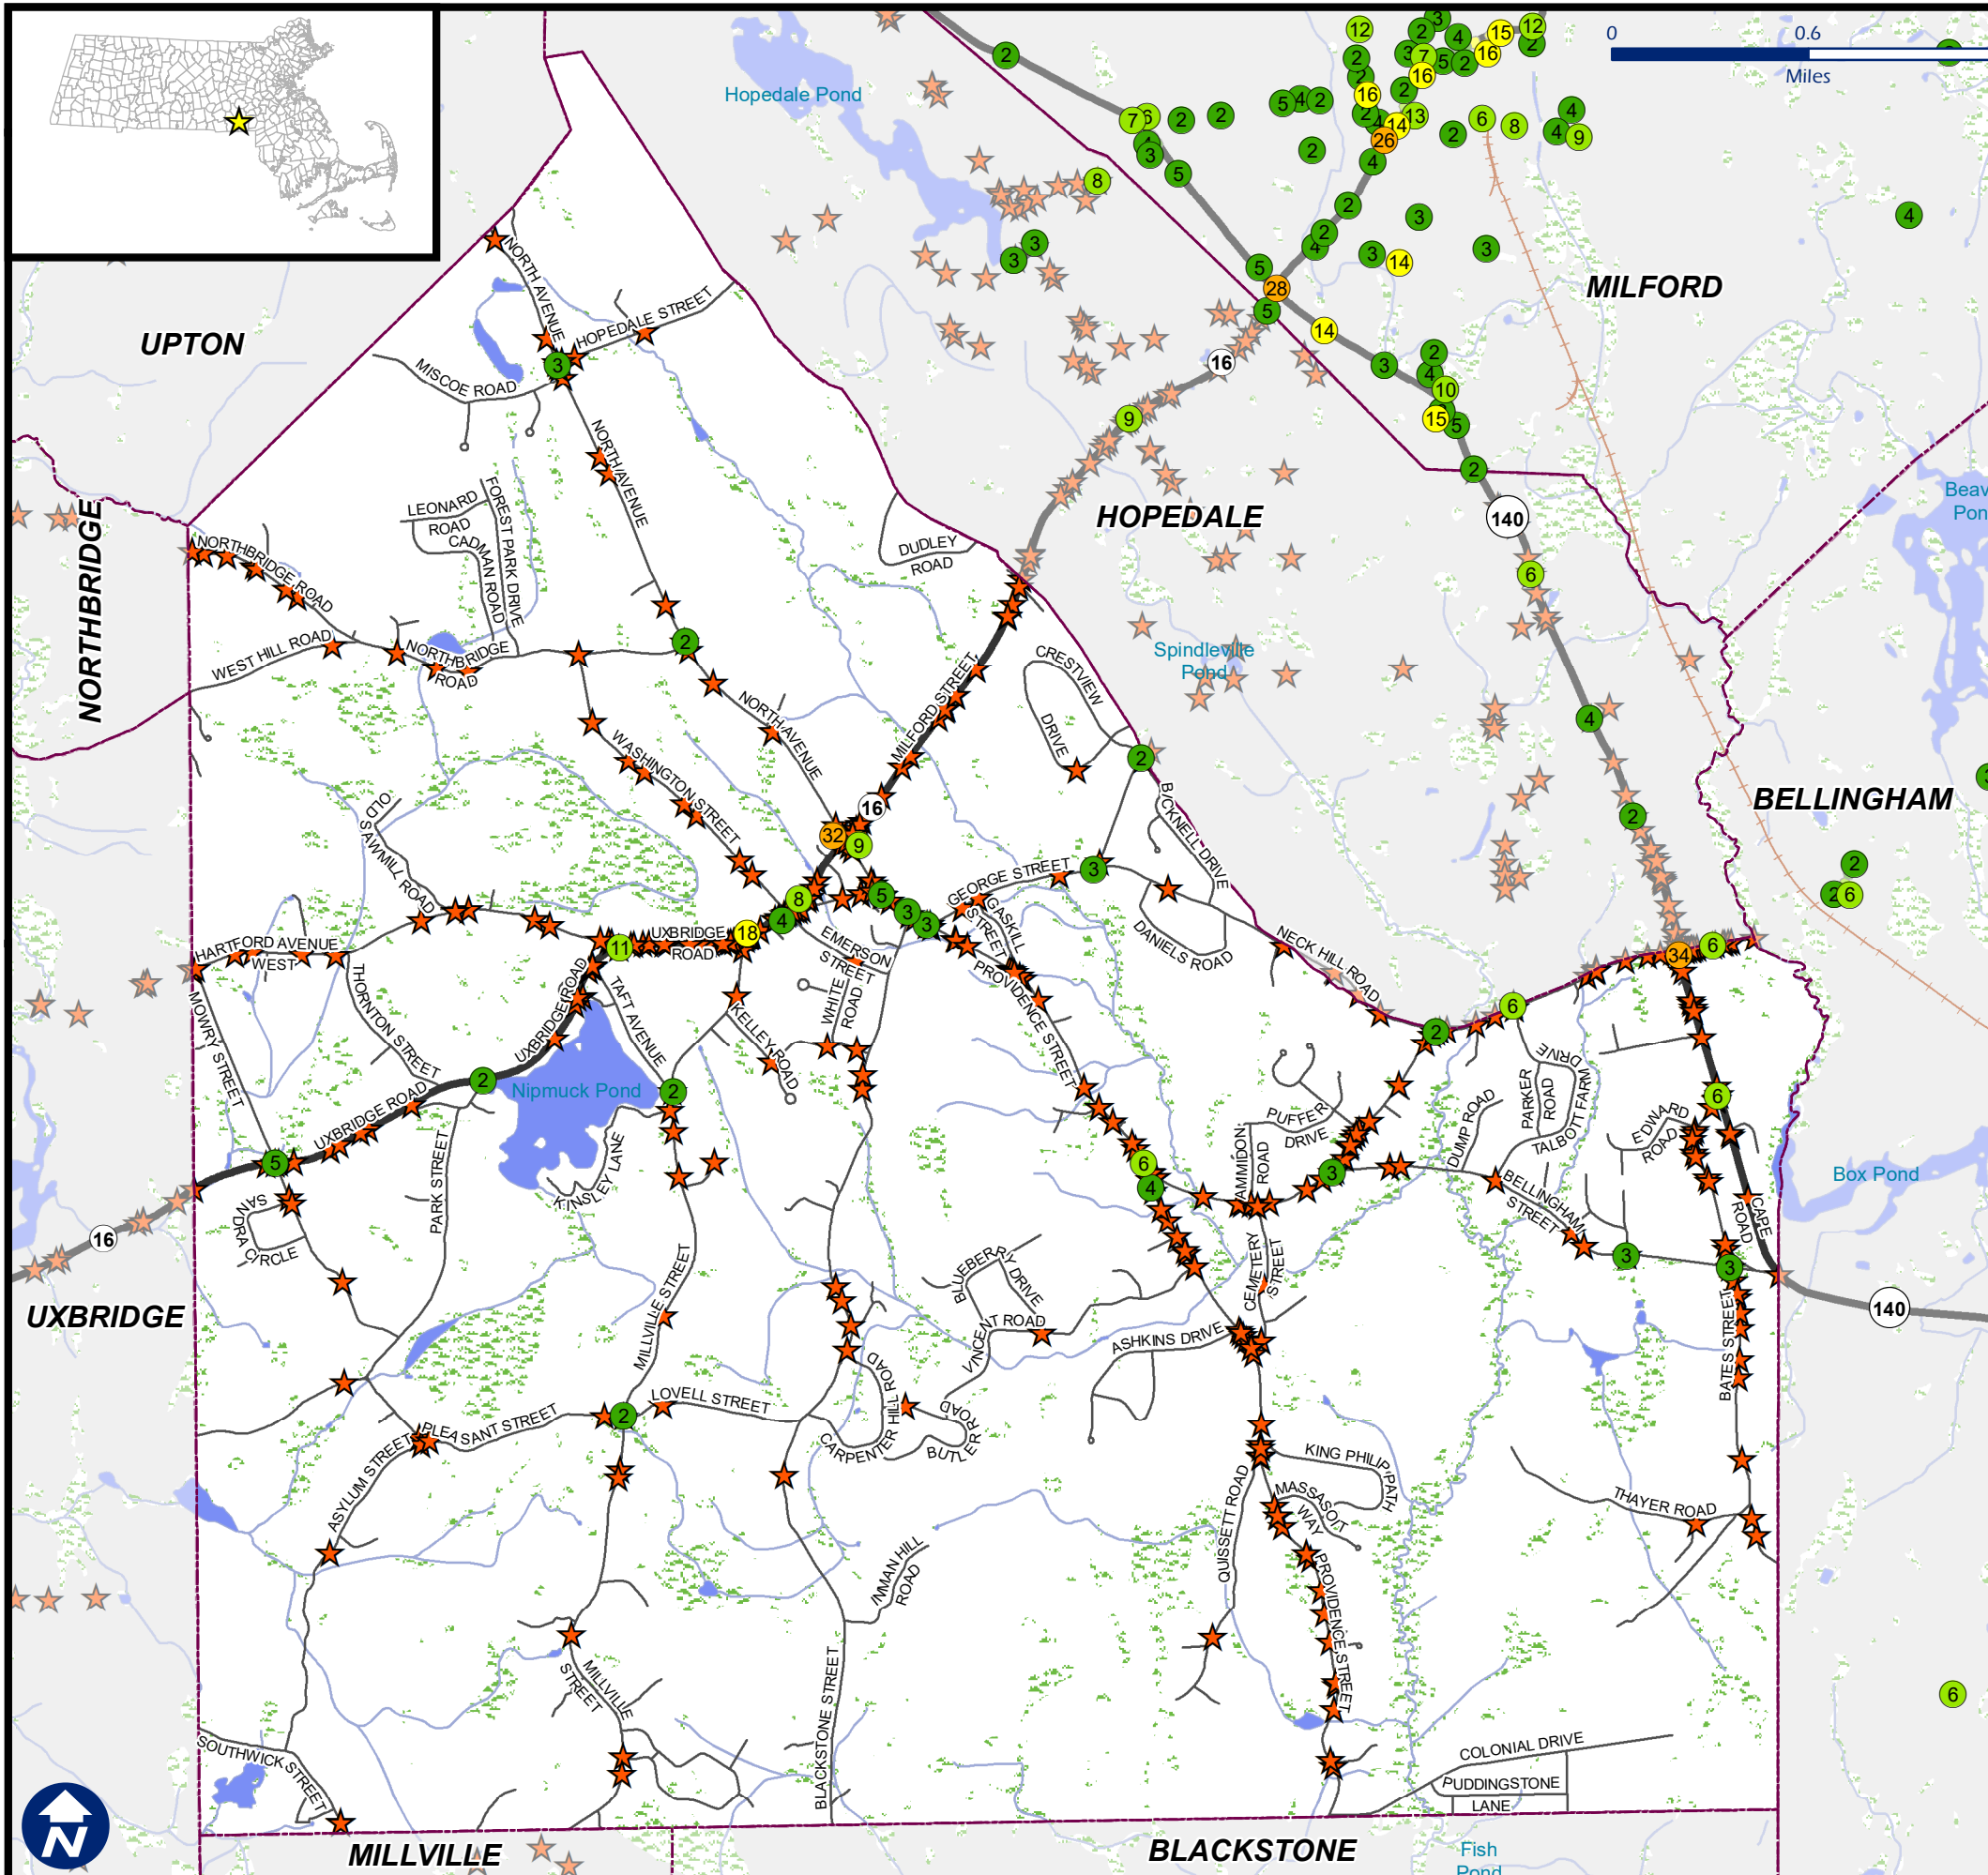 0
0.6
Miles
Hopedale Pond
MILFORD
UPTON
NORTH AVENUE
HOPEDALE STREET
MISCOE ROAD
16
NORTH AVENUE
HOPEDALE
140
NORTHBRIDGE
LEONARD
ROAD
CADMAN ROAD
FOREST PARK DRIVE
DUDLEY
ROAD
NORTHBRIDGE ROAD
WEST HILL ROAD
NORTHBRIDGE
ROAD
Spindleville
Pond
CRESTVIEW
DRIVE
MILFORD STREET
NORTH AVENUE
WASHINGTON STREET
BICKNELL DRIVE
BELLINGHAM
16
OLD SAWMILL ROAD
GEORGE STREET
GASKILL
STREET
DANIELS ROAD
NECK HILL ROAD
HARTFORD AVENUE
WEST
UXBRIDGE
ROAD
EMERSON
STREET
WHITE
ROAD
PROVIDENCE STREET
THORNTON STREET
MOWRY STREET
UXBRIDGE ROAD
TAFT AVENUE
KELLEY ROAD
Nipmuck Pond
UXBRIDGE ROAD
PARK STREET
KINSLEY LANE
PUFFER
DRIVE
AMMIDON
ROAD
DUMP ROAD
PARKER
ROAD
TALBOTT FARM
DRIVE
EDWARD
ROAD
BELLINGHAM
STREET
CAPE
ROAD
Box Pond
SANDRA CIRCLE
16
UXBRIDGE
MILLVILLE STREET
BLUEBERRY DRIVE
VINCENT ROAD
CEMETERY
STREET
ASHKINS DRIVE
BATES STREET
140
LOVELL STREET
PLEASANT STREET
ASYLUM STREET
CARPENTER HILL ROAD
BUTLER
ROAD
KING PHILIP PATH
MASSASOIT
WAY
QUISSETT ROAD
THAYER ROAD
INMAN HILL
ROAD
PROVIDENCE STREET
MILLVILLE
STREET
BLACKSTONE STREET
SOUTHWICK STREET
COLONIAL DRIVE
PUDDINGSTONE
LANE
N
MILLVILLE
BLACKSTONE
Fish